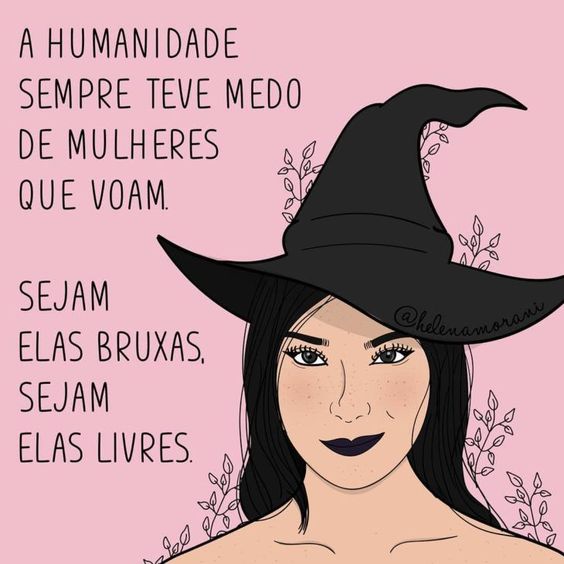 A HUMANIDADE
SEMPRE TEVE MEDO
DE MULHERES
QUE VOAM.
SEJAM
ELAS BRUXAS,
SEJAM
ELAS LIVRES.
@helenamorani